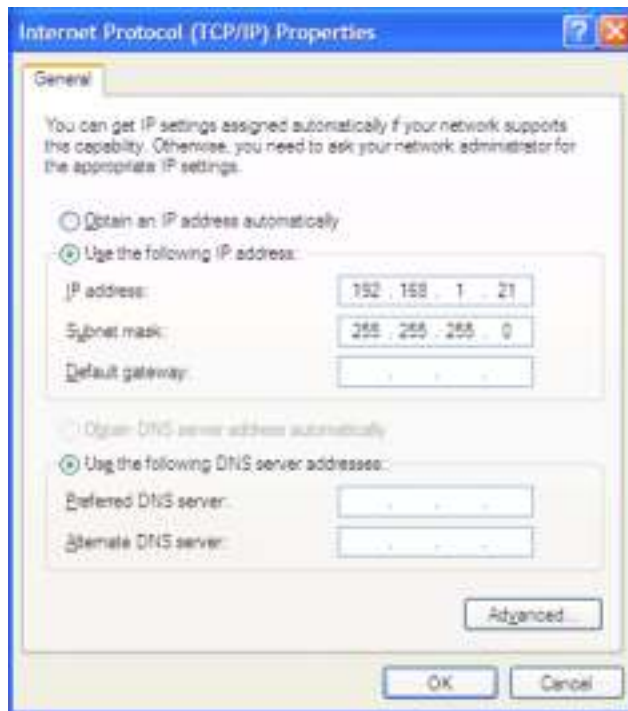 Internet Protocol (TCP/IP) Properties
General
You can get IP settings assigned automatically if your network supports
this capability. Otherwise, you need to ask your network administrator for
the appropriate IP settings.
Obtain an IP address automatically
Use the following IP address:
IP address: 192 . 168 . 1 . 21
Subnet mask: 255 . 255 . 255 . 0
Default gateway: . . .
Obtain DNS server address automatically
Use the following DNS server addresses:
Preferred DNS server: . . .
Alternate DNS server: . . .
Advanced...
OK Cancel